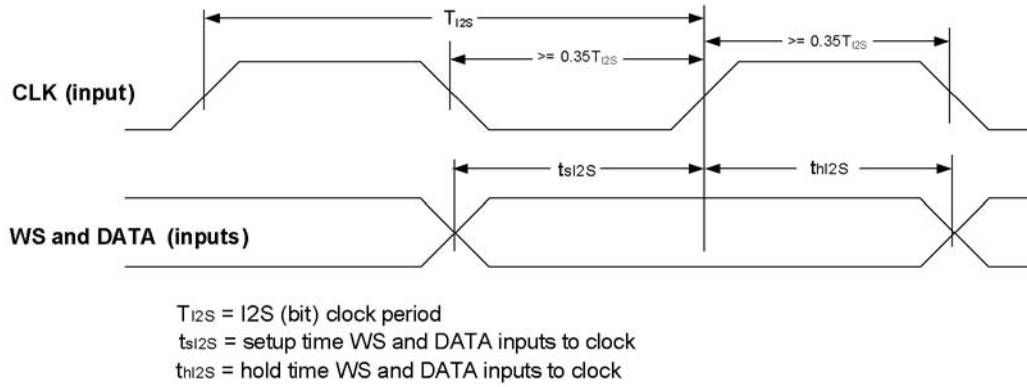 TI2S
>= 0.35TI2S
>= 0.35TI2S
CLK (input)
tsI2S
thI2S
WS and DATA (inputs)
TI2S = I2S (bit) clock period
tsI2S = setup time WS and DATA inputs to clock
thI2S = hold time WS and DATA inputs to clock